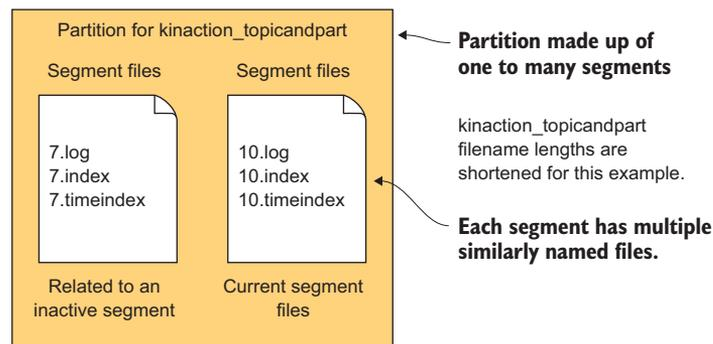 Partition for kinaction_topicandpart
Segment files
7.log
7.index
7.timeindex
Related to an
inactive segment
Segment files
10.log
10.index
10.timeindex
Current segment
files
Partition made up of
one to many segments
kinaction_topicandpart
filename lengths are
shortened for this example.
Each segment has multiple
similarly named files.